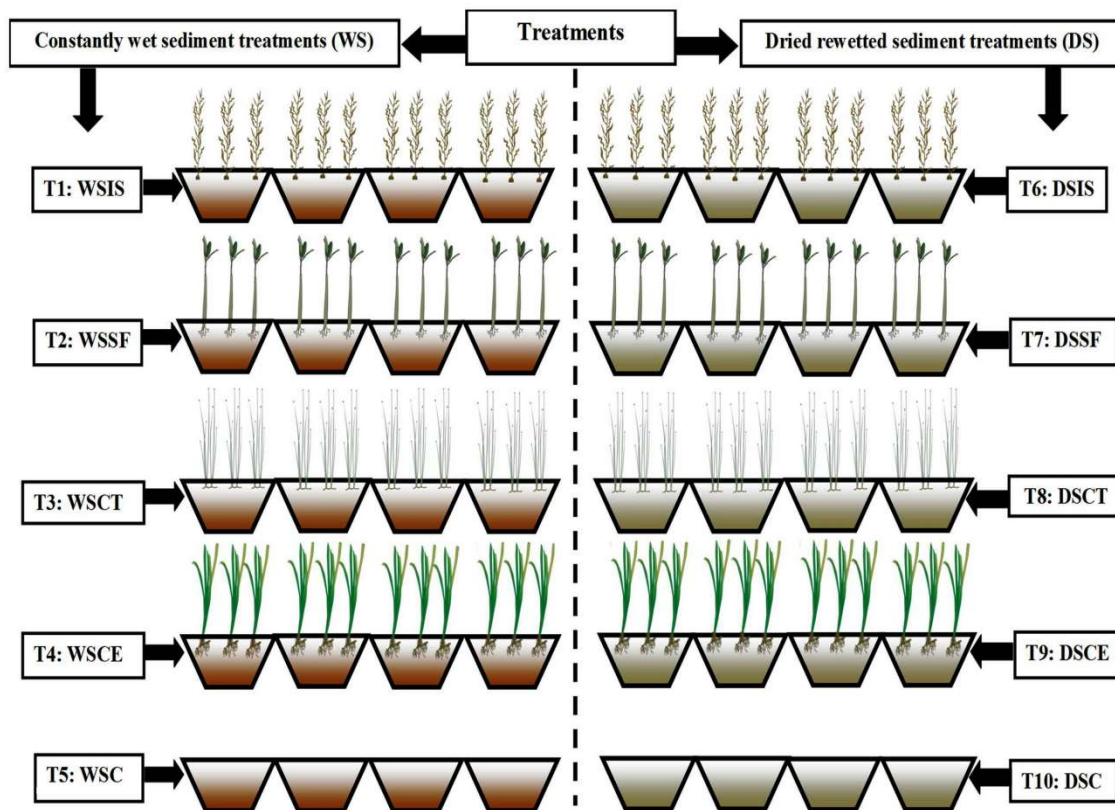 Treatments
Constantly wet sediment treatments (WS)
Dried rewetted sediment treatments (DS)
T1: WSIS
T6: DSIS
T2: WSSF
T7: DSSF
T3: WSCT
T8: DSCT
T4: WSCE
T9: DSCE
T5: WSC
T10: DSC